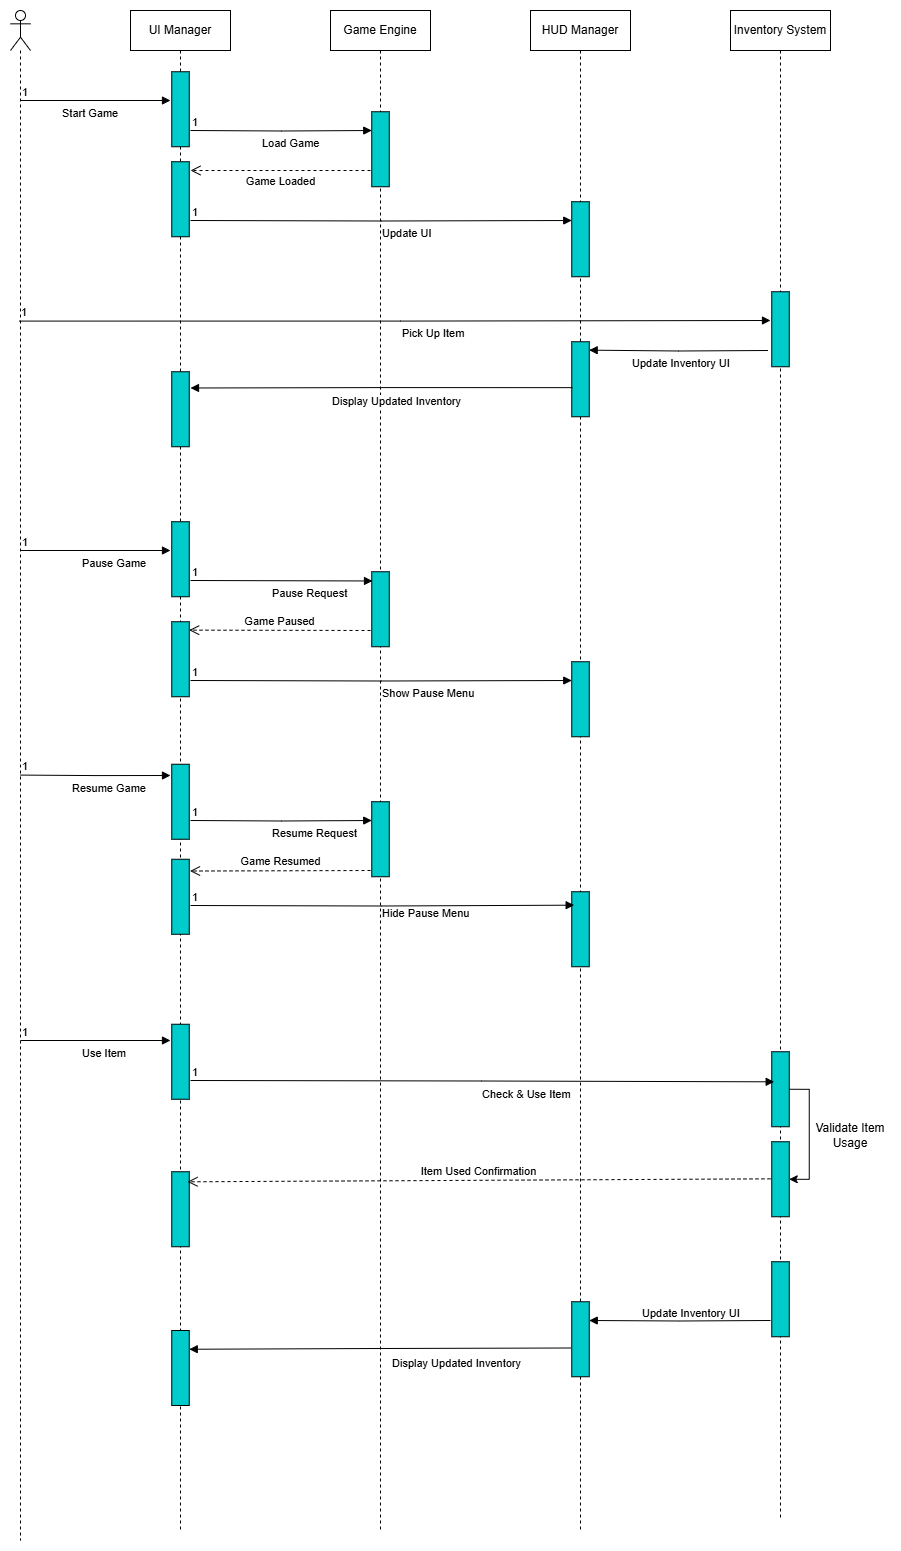 UI Manager
Game Engine
HUD Manager
Inventory System
1
Start Game
1
Load Game
Game Loaded
1
Update UI
1
Pick Up Item
Update Inventory UI
Display Updated Inventory
1
Pause Game
1
Pause Request
Game Paused
1
Show Pause Menu
1
Resume Game
1
Resume Request
Game Resumed
1
Hide Pause Menu
1
Use Item
1
Check & Use Item
Validate Item
Usage
Item Used Confirmation
Update Inventory UI
Display Updated Inventory